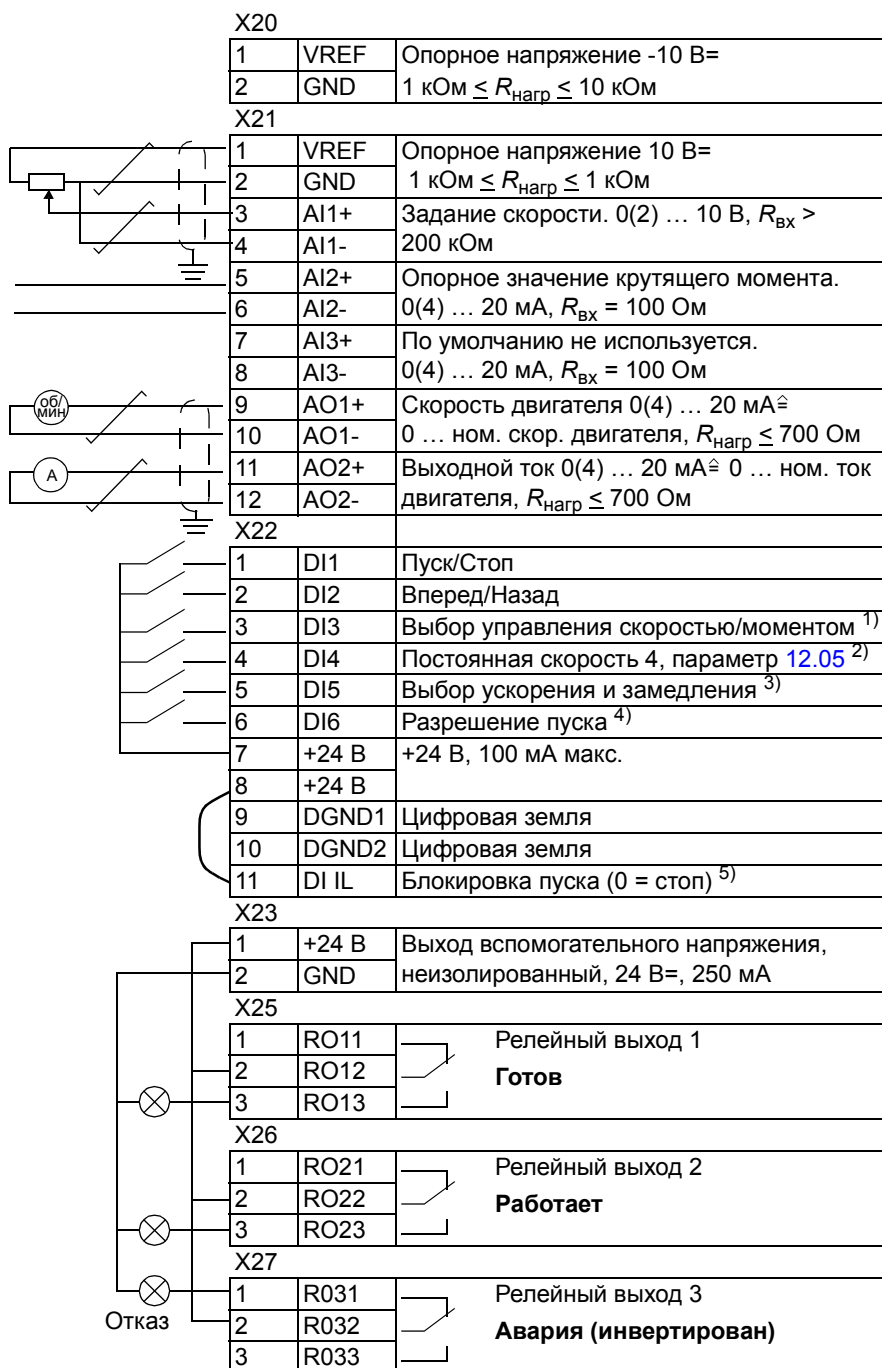 X20
1 VREF Опорное напряжение -10 В=
2 GND 1 кОм ≤ Rнагр ≤ 10 кОм
X21
1 VREF Опорное напряжение 10 В=
2 GND 1 кОм ≤ Rнагр ≤ 1 кОм
3 AI1+ Задание скорости. 0(2) … 10 В, Rвх >
4 AI1- 200 кОм
5 AI2+ Опорное значение крутящего момента.
6 AI2- 0(4) … 20 мА, Rвх = 100 Ом
7 AI3+ По умолчанию не используется.
8 AI3- 0(4) … 20 мА, Rвх = 100 Ом
об/
мин
9 AO1+ Скорость двигателя 0(4) … 20 мА≙
10 AO1- 0 … ном. скор. двигателя, Rнагр ≤ 700 Ом
A
11 AO2+ Выходной ток 0(4) … 20 мА≙ 0 … ном. ток
12 AO2- двигателя, Rнагр ≤ 700 Ом
X22
1 DI1 Пуск/Стоп
2 DI2 Вперед/Назад
3 DI3 Выбор управления скоростью/моментом 1)
4 DI4 Постоянная скорость 4, параметр 12.05 2)
5 DI5 Выбор ускорения и замедления 3)
6 DI6 Разрешение пуска 4)
7 +24 В +24 В, 100 мА макс.
8 +24 В
9 DGND1 Цифровая земля
10 DGND2 Цифровая земля
11 DI IL Блокировка пуска (0 = стоп) 5)
X23
1 +24 В Выход вспомогательного напряжения,
2 GND неизолированный, 24 В=, 250 мА
X25
1 RO11 Релейный выход 1
2 RO12 Готов
3 RO13
X26
1 RO21 Релейный выход 2
2 RO22 Работает
3 RO23
X27
1 R031 Релейный выход 3
Отказ
2 R032 Авария (инвертирован)
3 R033